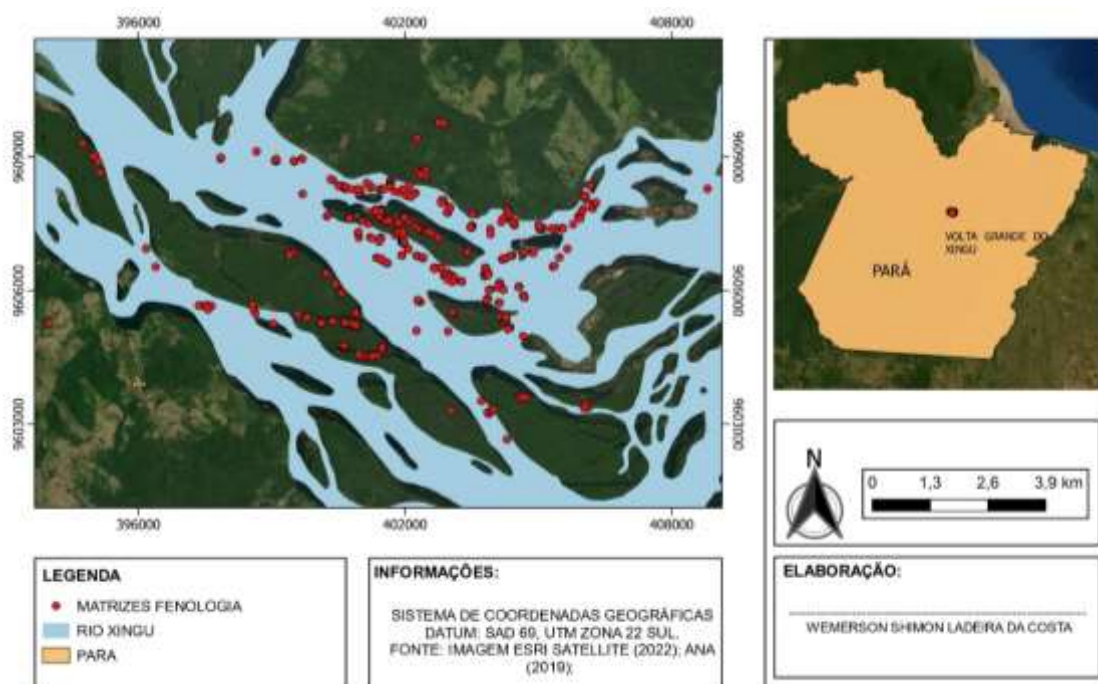 396000 402000 408000
9609000
9606000
9603000
9609000
9606000
9603000
396000 402000 408000
VOLTA GRANDE DO
XINGU
PARÁ
N
0 1,3 2,6 3,9 km
LEGENDA
MATRIZES FENOLOGIA
RIO XINGU
PARA
INFORMAÇÕES:
SISTEMA DE COORDENADAS GEOGRÁFICAS
DATUM: SAD 69, UTM ZONA 22 SUL.
FONTE: IMAGEM ESRI SATELLITE (2022); ANA
(2019);
ELABORAÇÃO:
WEMERSON SHIMON LADEIRA DA COSTA